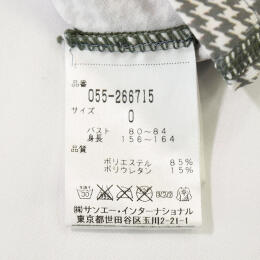 品番
055-266715
サイズ
0
バスト 80~84
身長 156~164
品質
ポリエステル 85%
ポリウレタン 15%
㈱サンエー・インターナショナル
東京都世田谷区玉川2-21-1